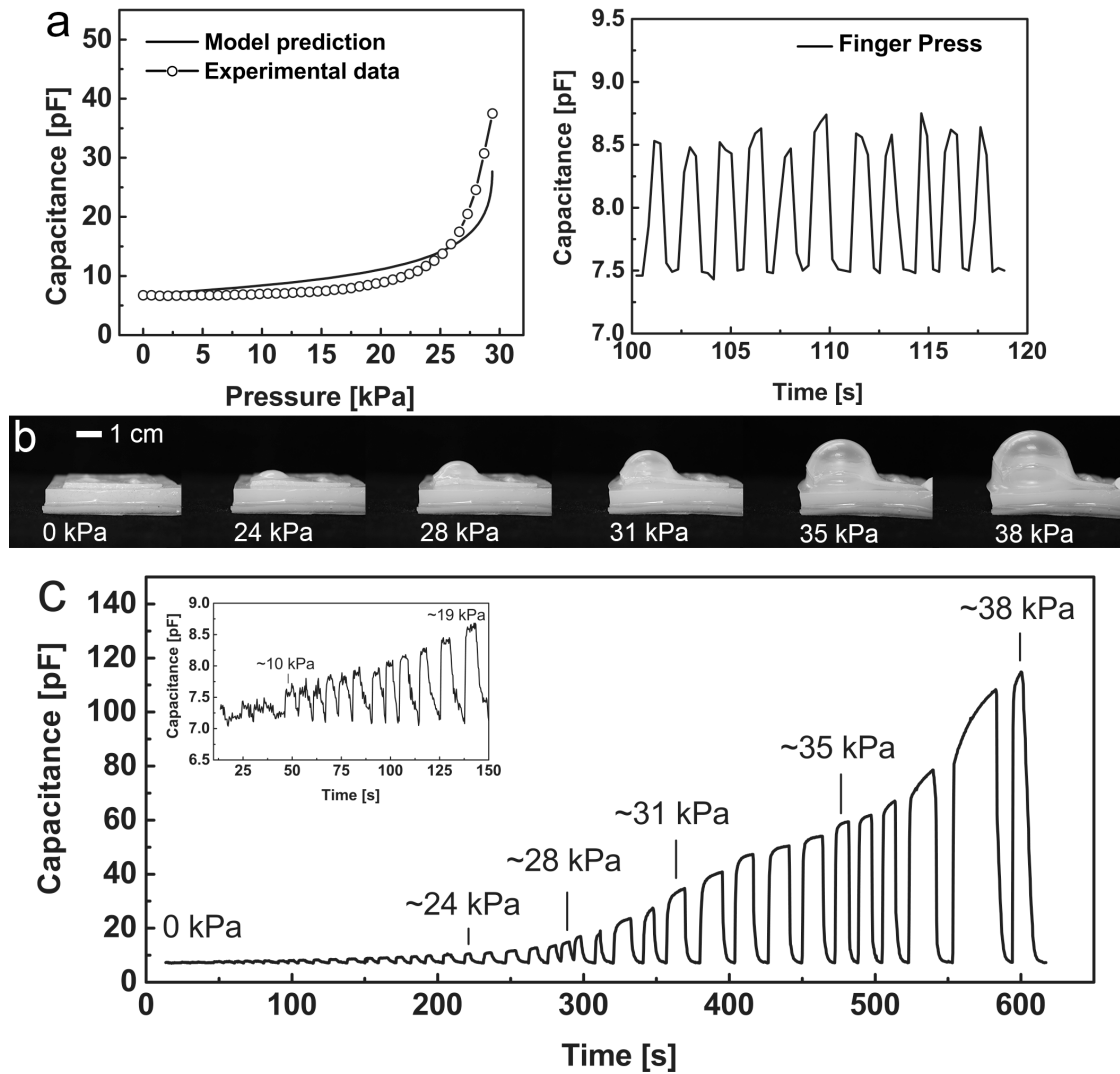 a
Model prediction
Experimental data
Capacitance [pF]
50
40
30
20
10
0
0 5 10 15 20 25 30
Pressure [kPa]
Finger Press
Capacitance [pF]
9.5
9.0
8.5
8.0
7.5
7.0
100 105 110 115 120
Time [s]
b
1 cm
0 kPa 24 kPa 28 kPa 31 kPa 35 kPa 38 kPa
C
Capacitance [pF]
140
120
100
80
60
40
20
0
0 100 200 300 400 500 600
Time [s]
Capacitance [pF]
9.0
8.5
8.0
7.5
7.0
6.5
25 50 75 100 125 150
Time [s]
~10 kPa
~19 kPa
0 kPa
~24 kPa
~28 kPa
~31 kPa
~35 kPa
~38 kPa